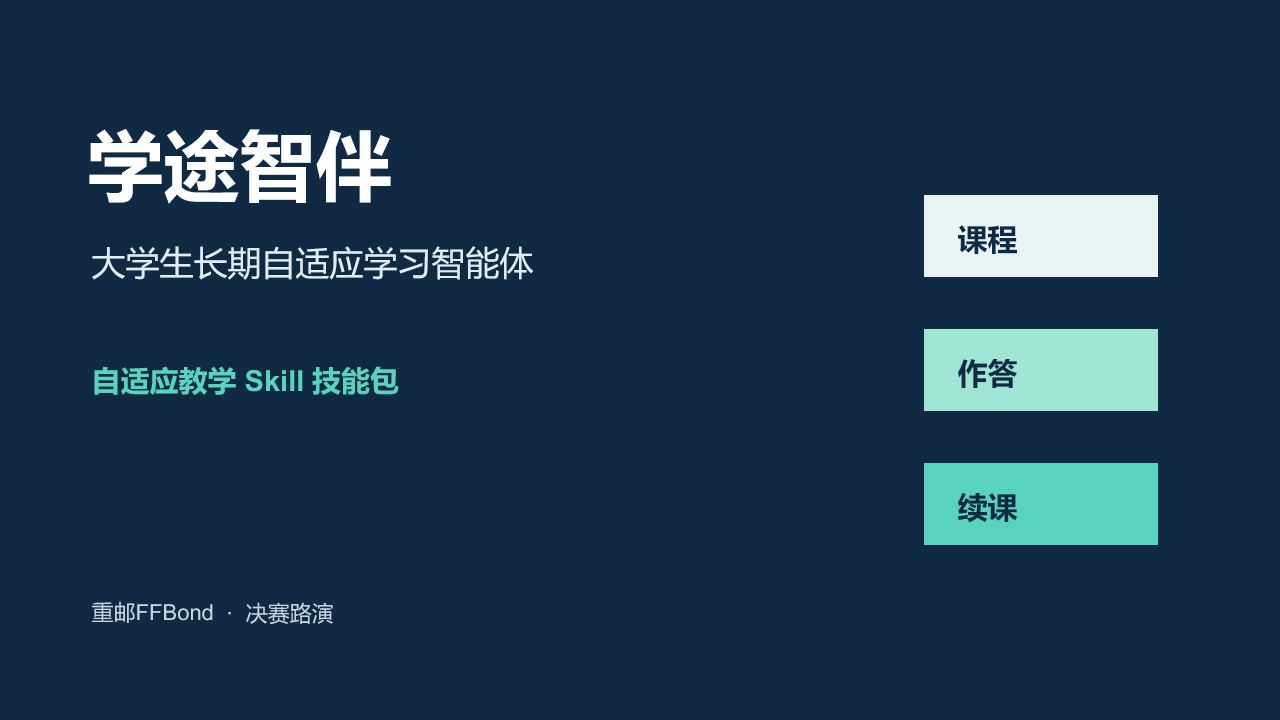 学途智伴
大学生长期自适应学习智能体
自适应教学 Skill 技能包
课程
作答
续课
重邮FFBond · 决赛路演